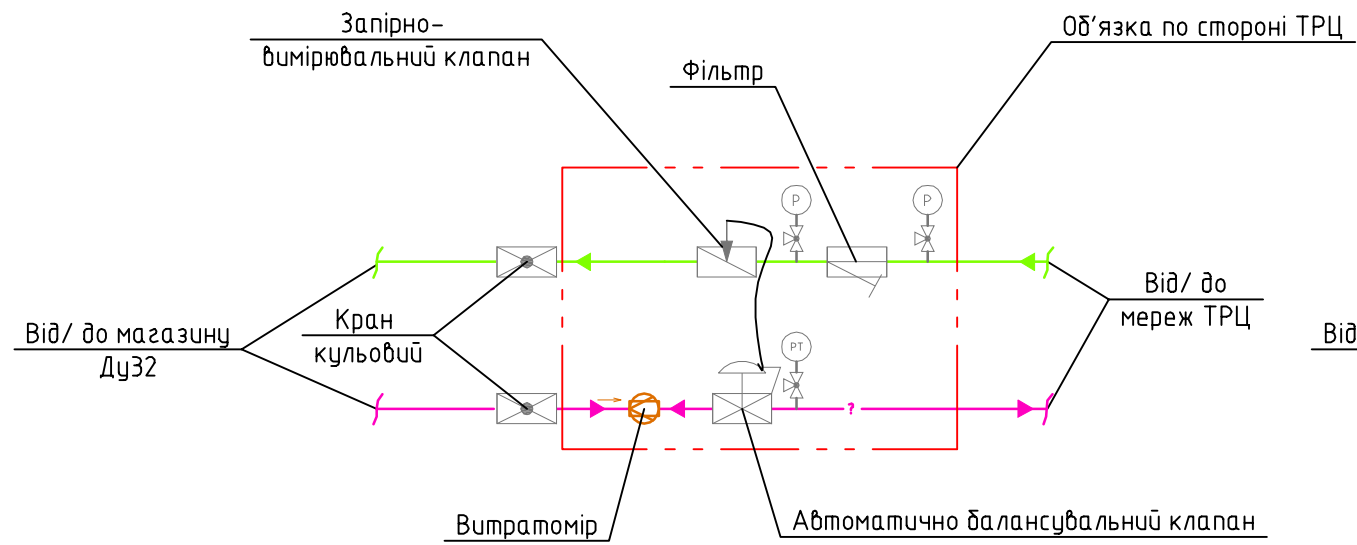 Запірно-
вимірювальний клапан
Об'язка по стороні ТРЦ
Фільтр
P
P
Від/ до
мереж ТРЦ
Кран
кульовий
Від/ до магазину
Ду32
Від
PT
?
Витратомір
Автоматично балансувальний клапан